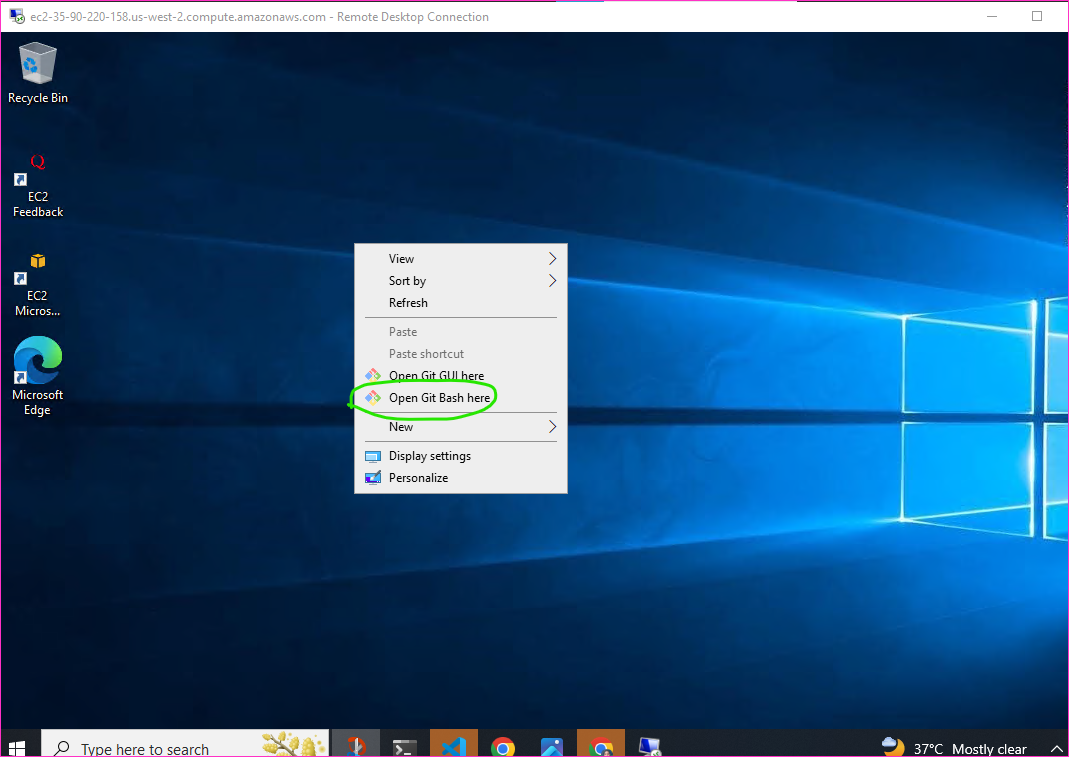 ec2-35-90-220-158.us-west-2.compute.amazonaws.com - Remote Desktop Connection
Recycle Bin
EC2
Feedback
EC2
Micros...
Microsoft
Edge
View
Sort by
Refresh
Paste
Paste shortcut
Open Git GUI here
Open Git Bash here
New
Display settings
Personalize
Type here to search
37°C Mostly clear